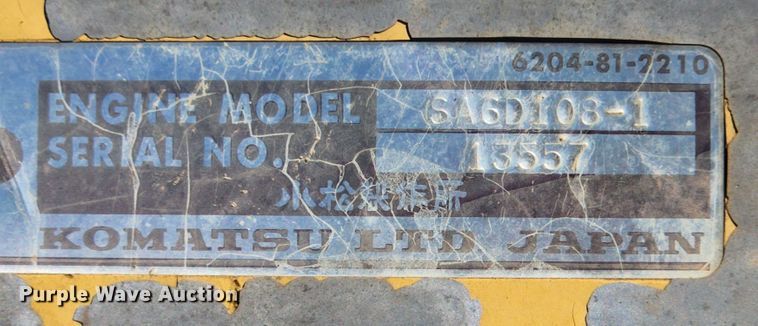 6204-81-2210
ENGINE MODEL SA6D108-1
SERIAL NO. 13557
小松製作所
KOMATSU LTD JAPAN
Purple Wave Auction